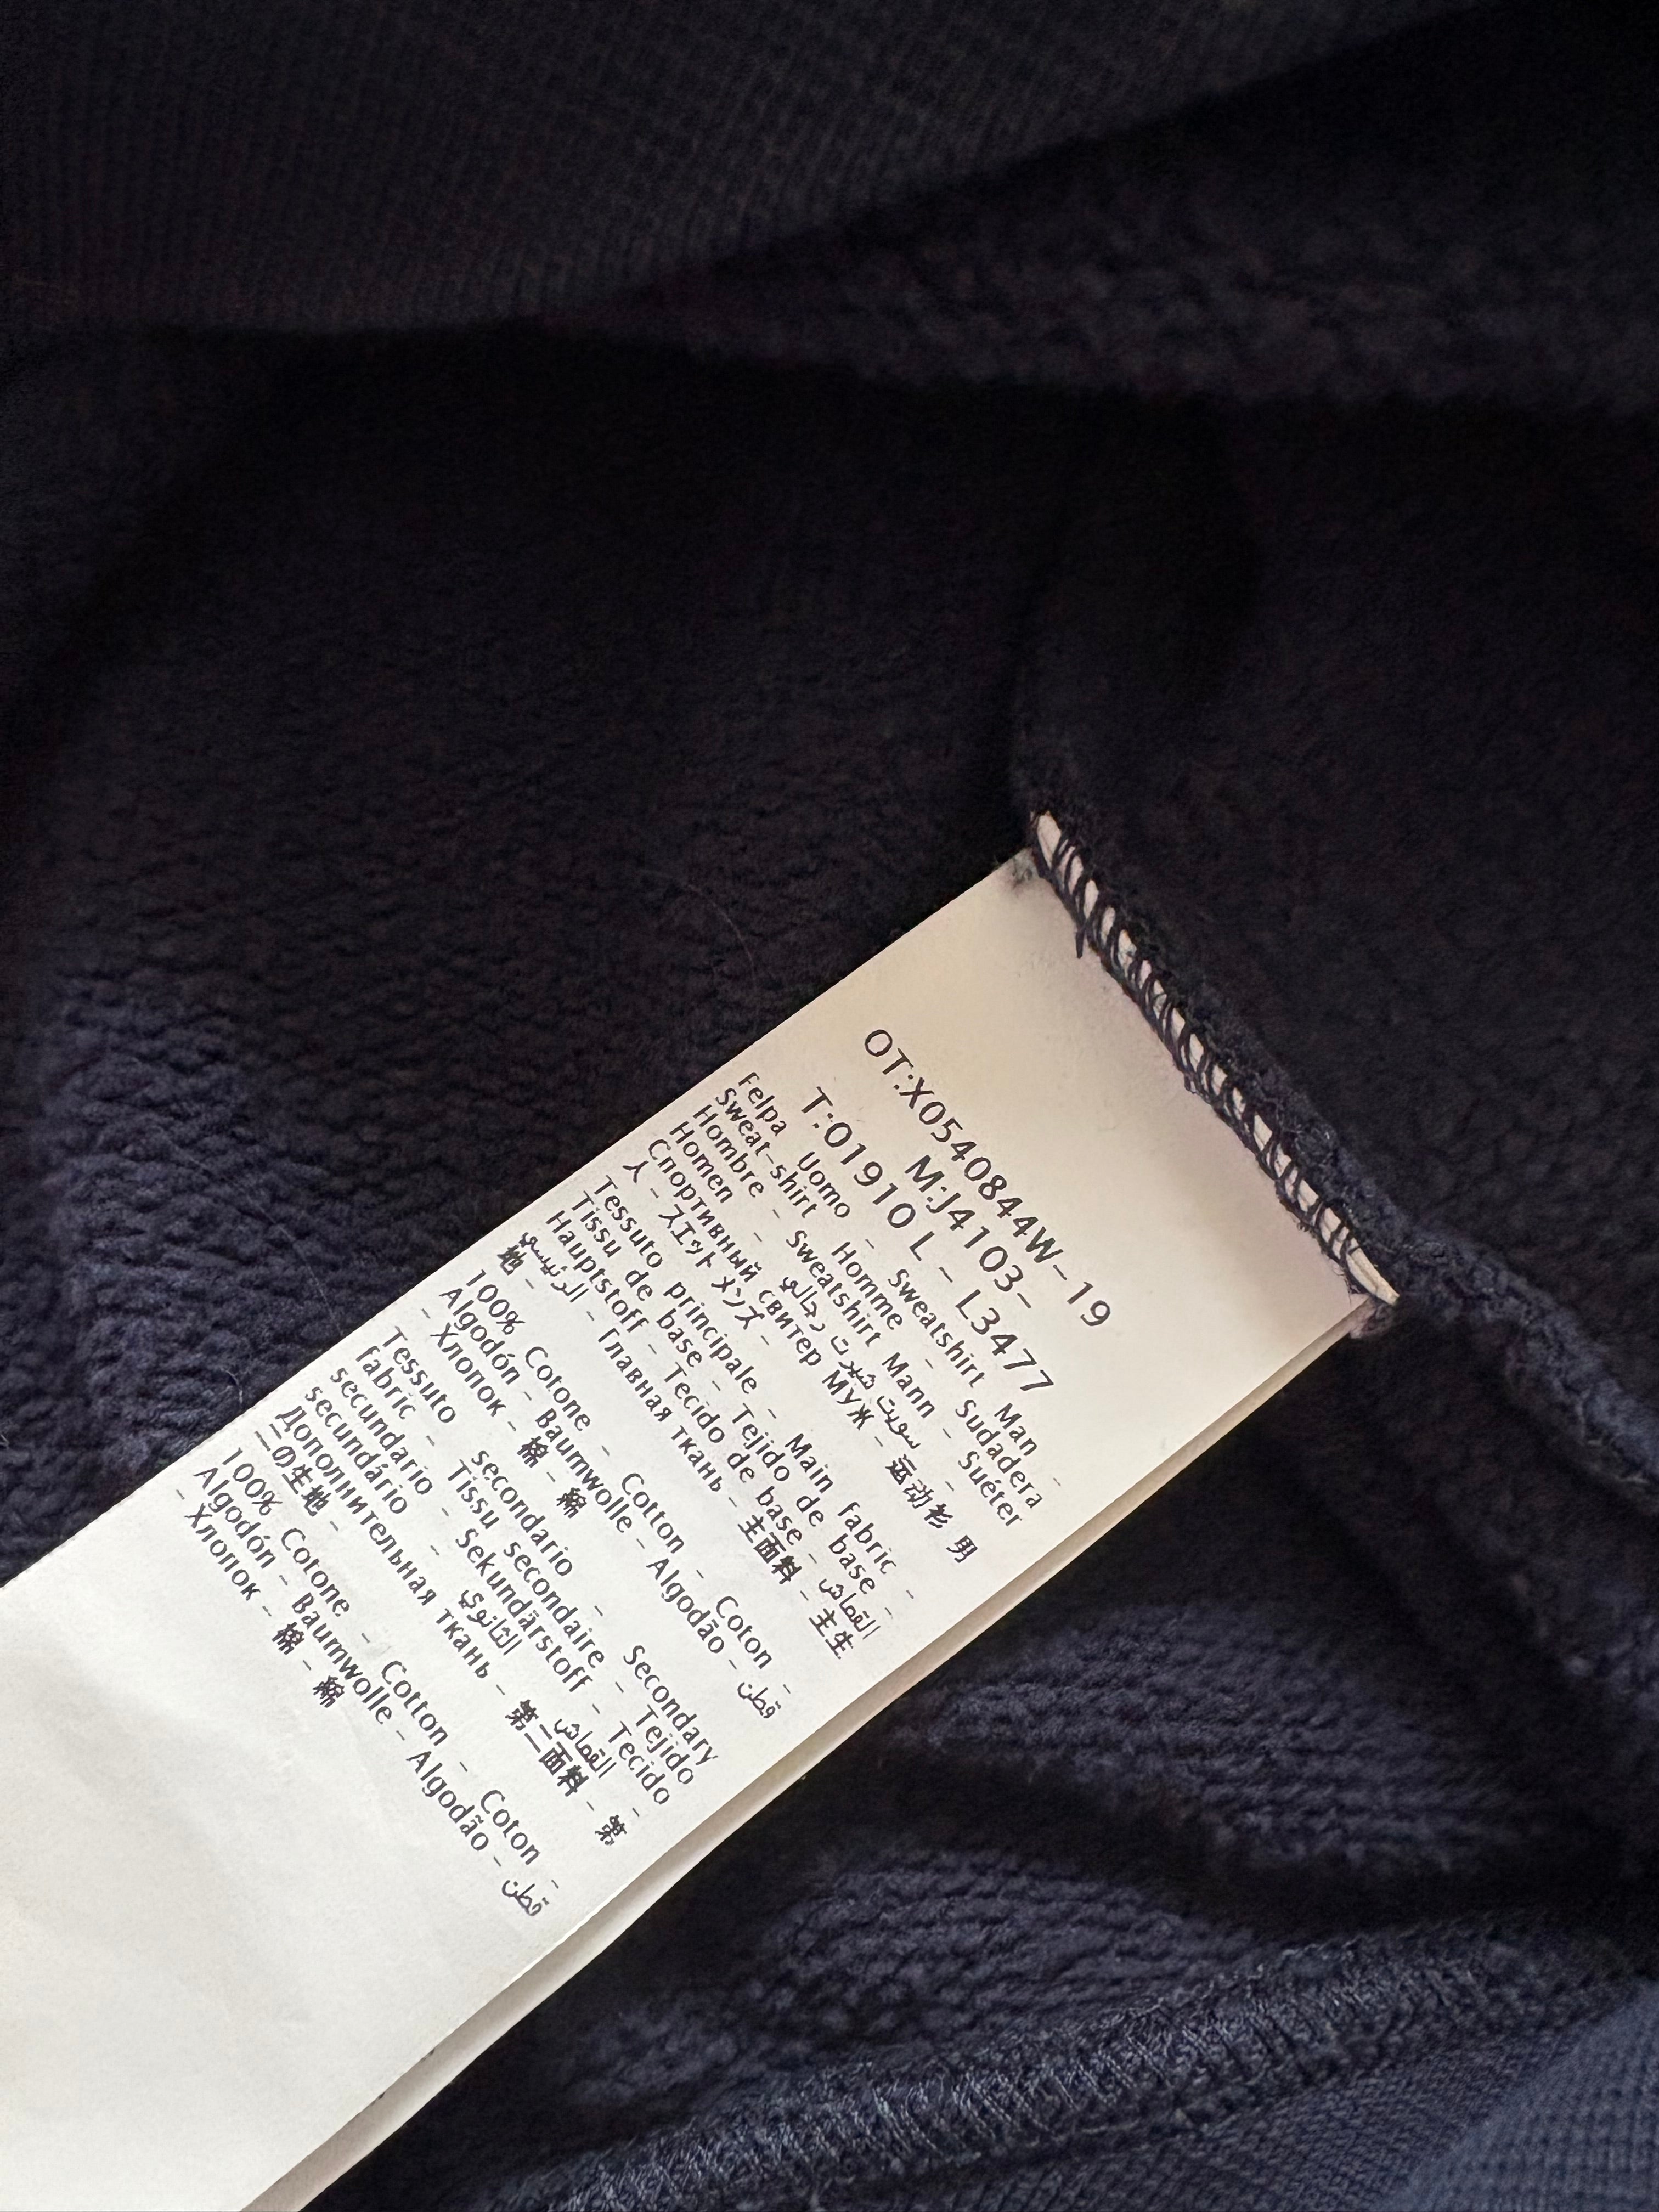 OT:X0540844W-19
M:J4103-
T:01910 L - L3477
Felpa Uomo - Sweatshirt Man -
Sweat-shirt Homme - Sudadera
Hombre - Sweatshirt Mann - Suéter
Homen - سويت شيرت رجالي -
Спортивный свитер Муж - 运动衫 男
人 - スエット メンズ -
Tessuto principale - Main fabric -
Tissu de base - Tejido de base -
Hauptstoff - Tecido de base - القماش
الرئيسي - Главная ткань - 主面料 - 主生
地 -
100% Cotone - Cotton - Coton -
Algodón - Baumwolle - Algodão - قطن
- Хлопок - 棉 - 綿
Tessuto secondario - Secondary
fabric - Tissu secondaire - Tejido
secundario - Sekundärstoff - Tecido
secundário - القماش الثانوي -
Дополнительная ткань - 第二面料 - 第
二の生地 -
100% Cotone - Cotton - Coton -
Algodón - Baumwolle - Algodão - قطن
- Хлопок - 棉 - 綿